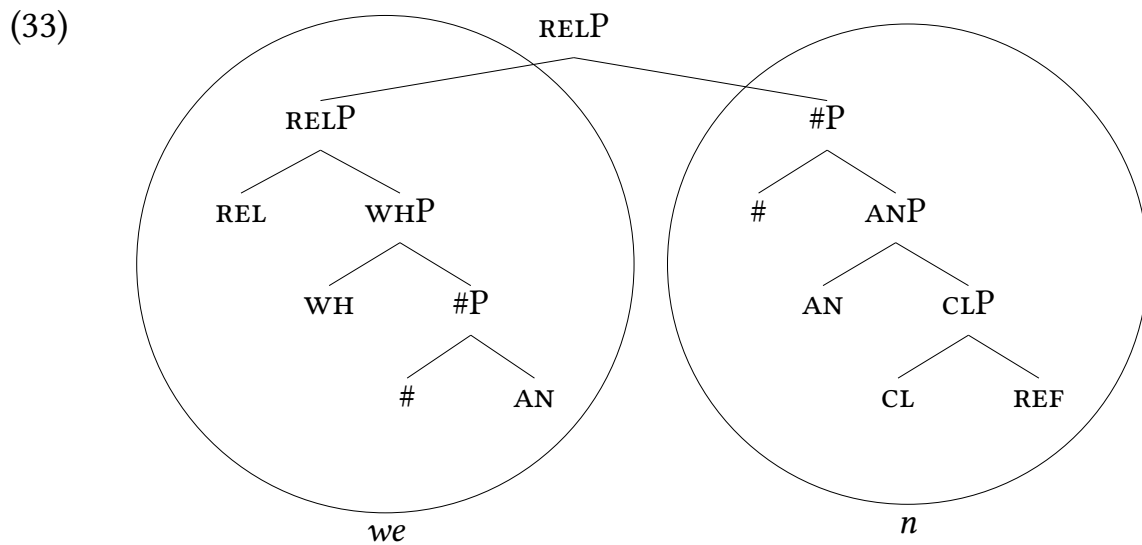 (33) RELP
RELP #P
REL WHP # ANP
WH #P AN CLP
# AN CL REF
we n